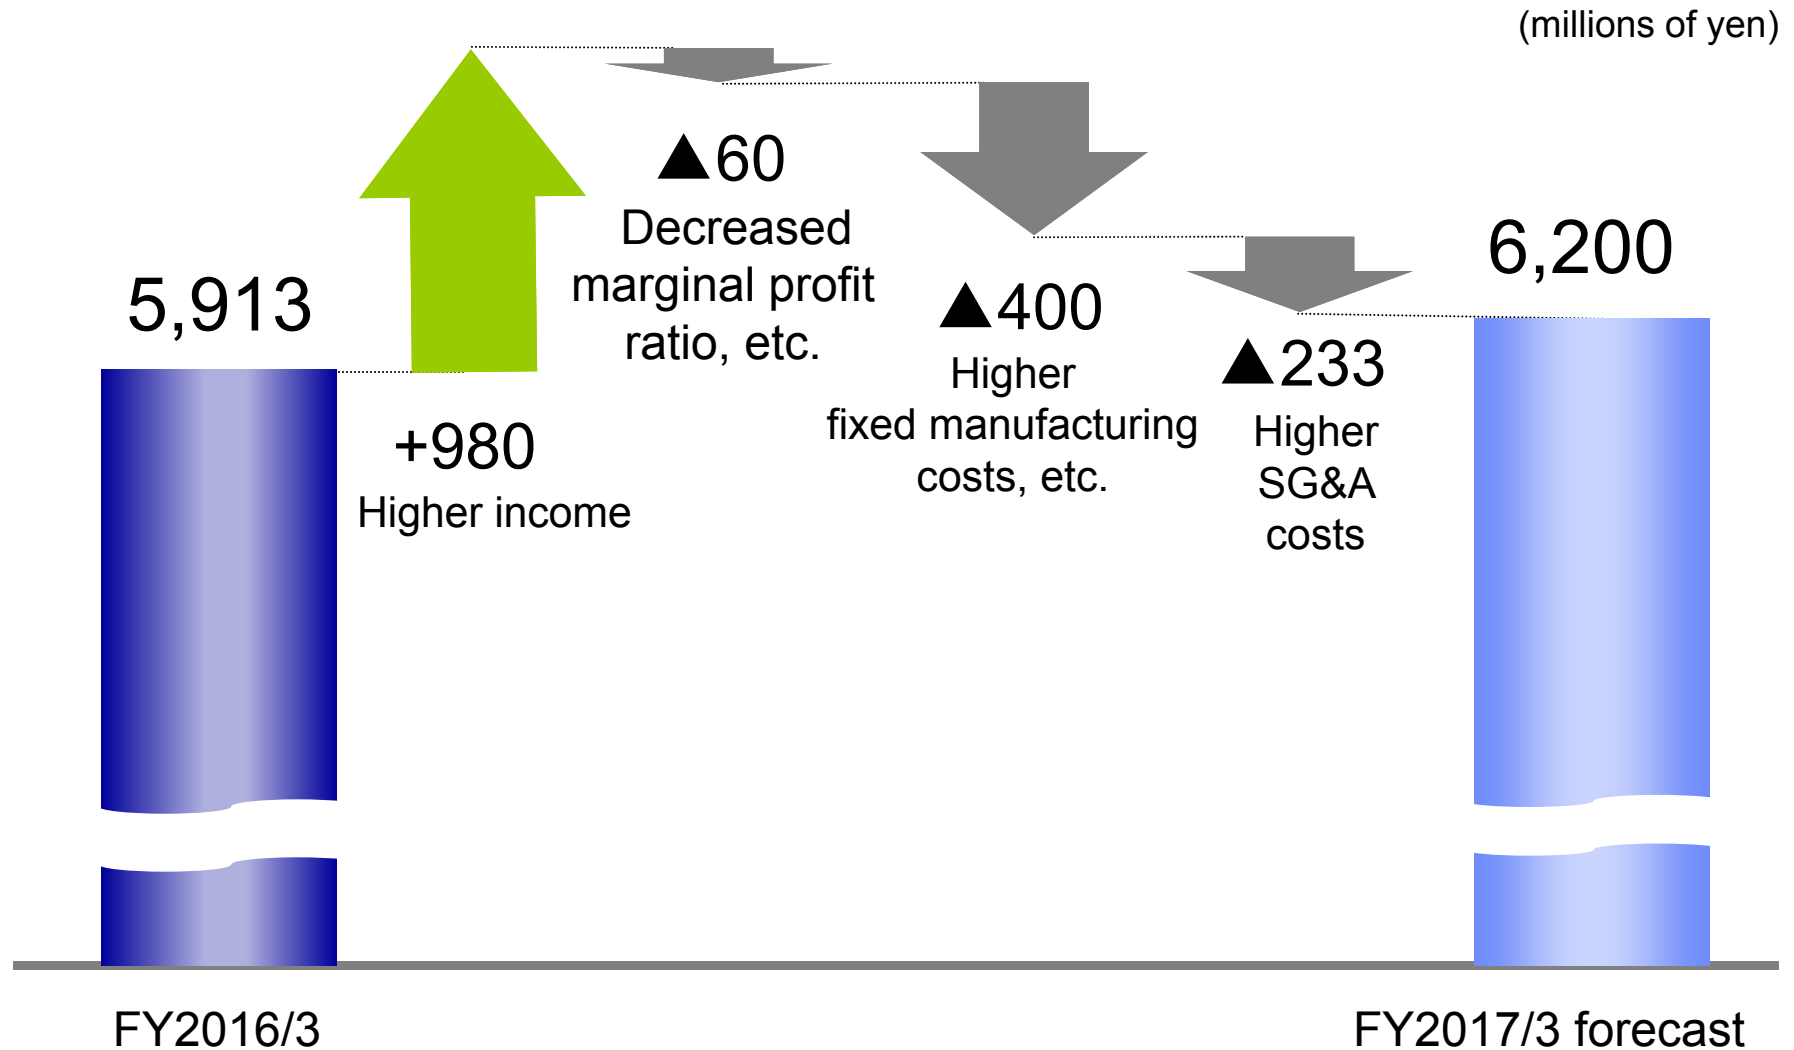 (millions of yen)
5,913
+980
Higher income
▲60
Decreased
marginal profit
ratio, etc.
▲400
Higher
fixed manufacturing
costs, etc.
▲233
Higher
SG&A
costs
6,200
FY2016/3
FY2017/3 forecast